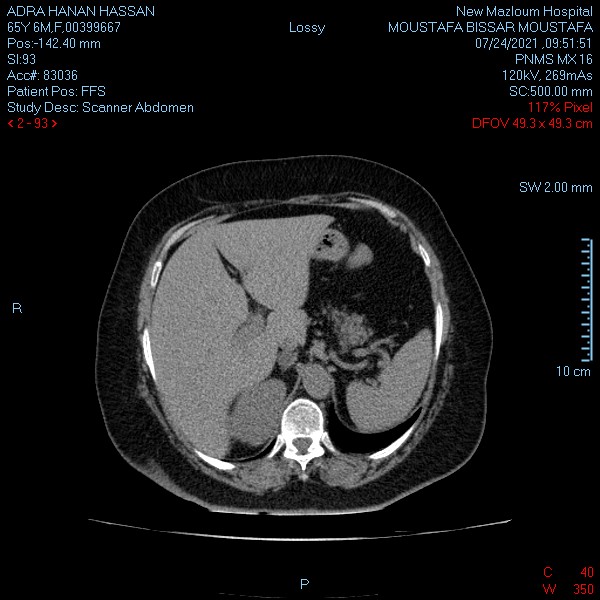 ADRA HANAN HASSAN
65Y 6M,F,00399667
Pos:-142.40 mm
SI:93
Acc#: 83036
Patient Pos: FFS
Study Desc: Scanner Abdomen
< 2 - 93 >
Lossy
New Mazloum Hospital
MOUSTAFA BISSAR MOUSTAFA
07/24/2021 ,09:51:51
PNMS MX 16
120kV, 269mAs
SC:500.00 mm
117% Pixel
DFOV 49.3 x 49.3 cm
SW 2.00 mm
R
10 cm
P
C 40
W 350